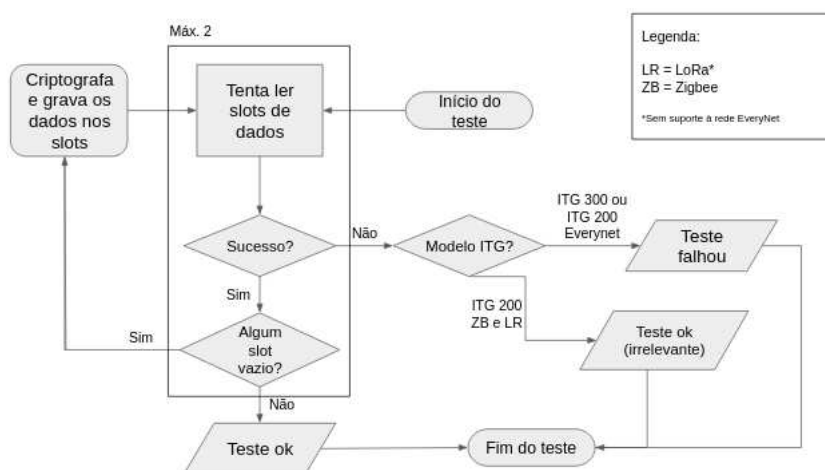 Máx. 2
Criptografa
e grava os
dados nos
slots
Tenta ler
slots de
dados
Início do
teste
Legenda:
LR = LoRa*
ZB = Zigbee
*Sem suporte à rede EveryNet
Sucesso?
Não
Modelo ITG?
ITG 300 ou
ITG 200
Everynet
Teste
falhou
Sim
ITG 200
ZB e LR
Teste ok
(irrelevante)
Sim
Algum
slot
vazio?
Não
Teste ok
Fim do teste